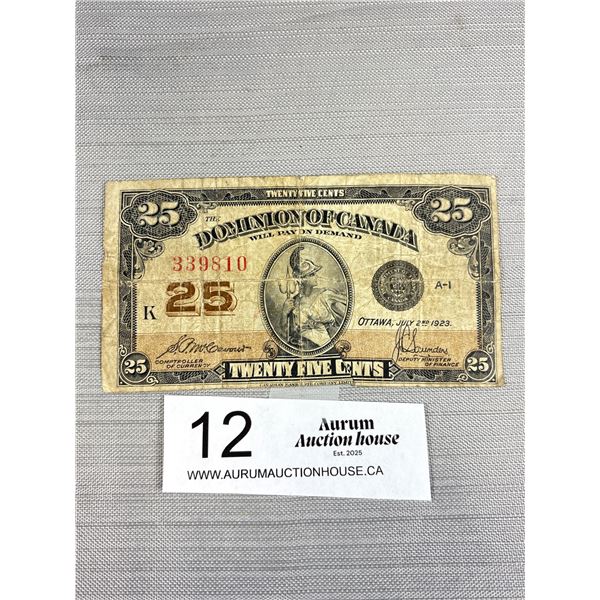 TWENTY FIVE CENTS
25 25
THE
DOMINION OF CANADA
WILL PAY ON DEMAND
339810
K 25
A-1
OTTAWA, JULY 2ND 1923.
COMPTROLLER OF CURRENCY
DEPUTY MINISTER OF FINANCE
25 TWENTY FIVE CENTS 25
12
Aurum
Auction house
Est. 2025
WWW.AURUMAUCTIONHOUSE.CA